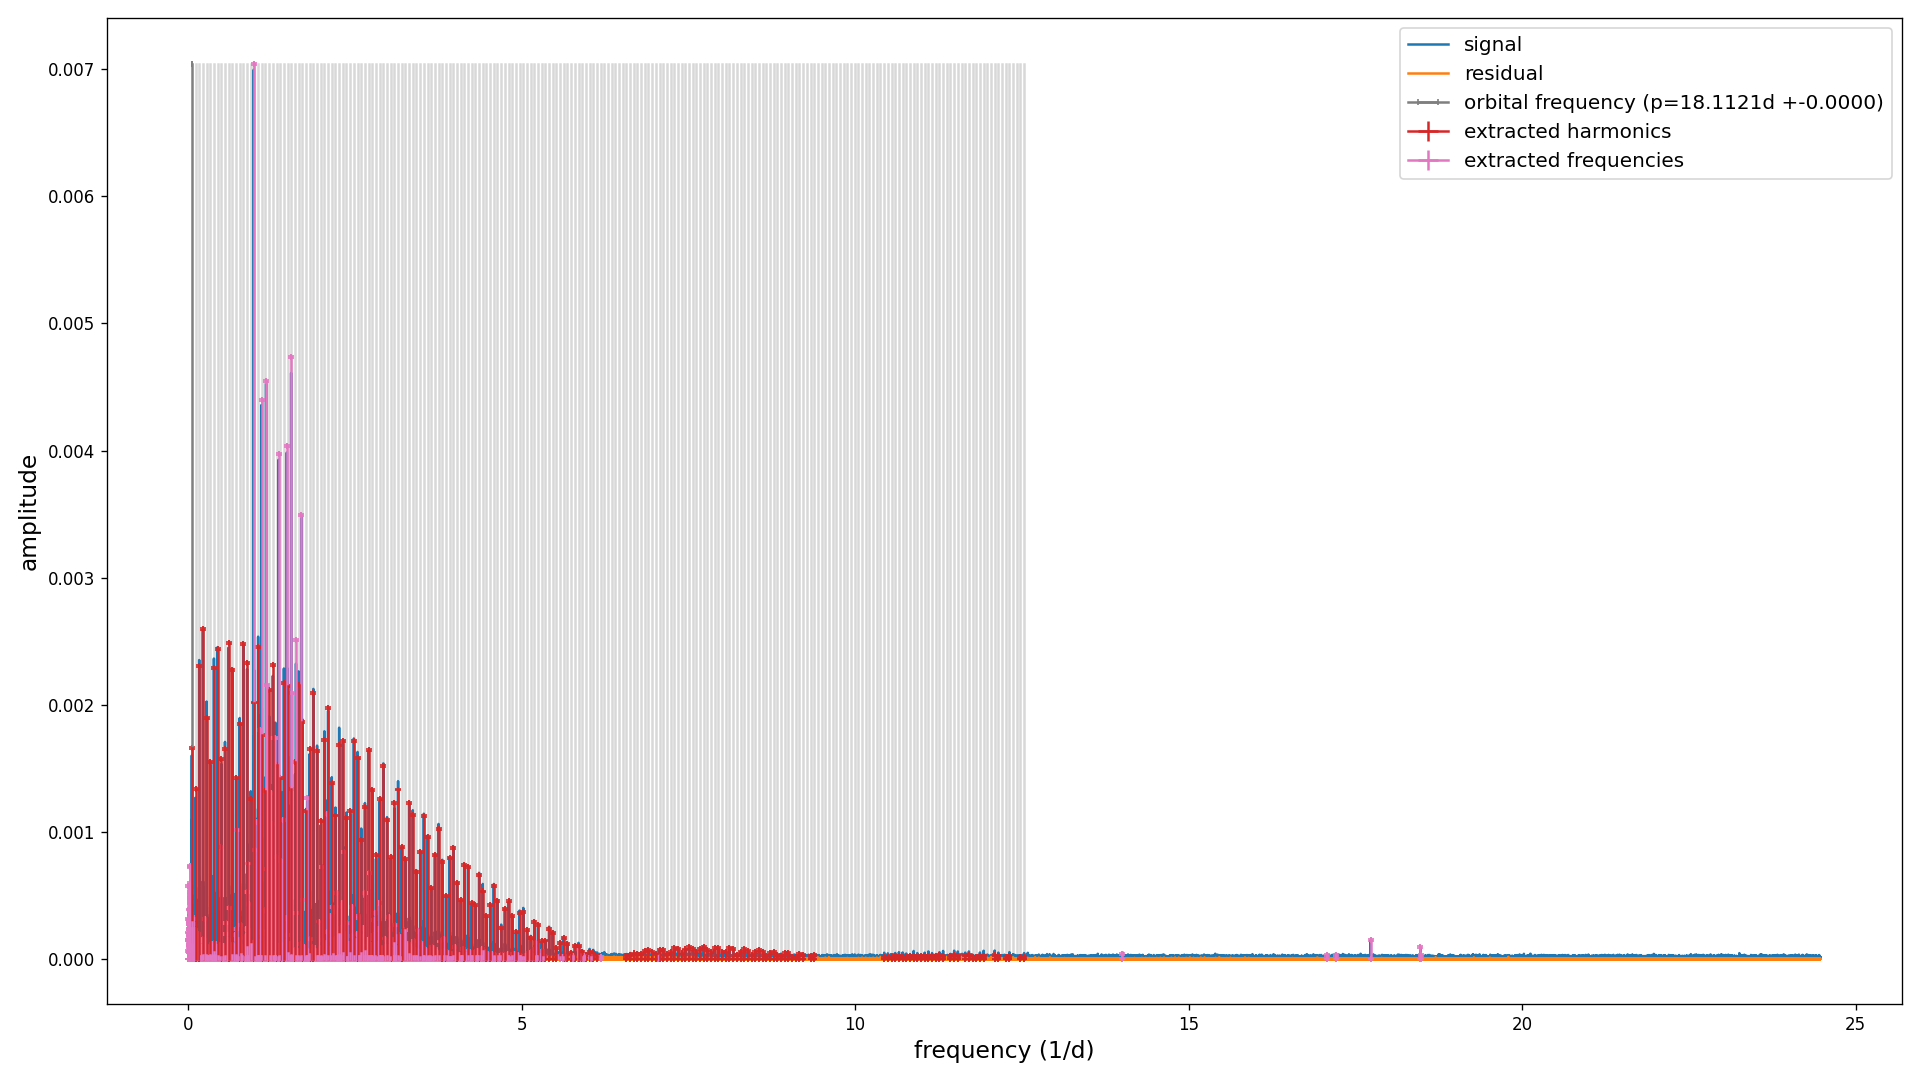 signal
residual
orbital frequency (p=18.1121d +-0.0000)
extracted harmonics
extracted frequencies
amplitude
0.007
0.006
0.005
0.004
0.003
0.002
0.001
0.000
0 5 10 15 20 25
frequency (1/d)